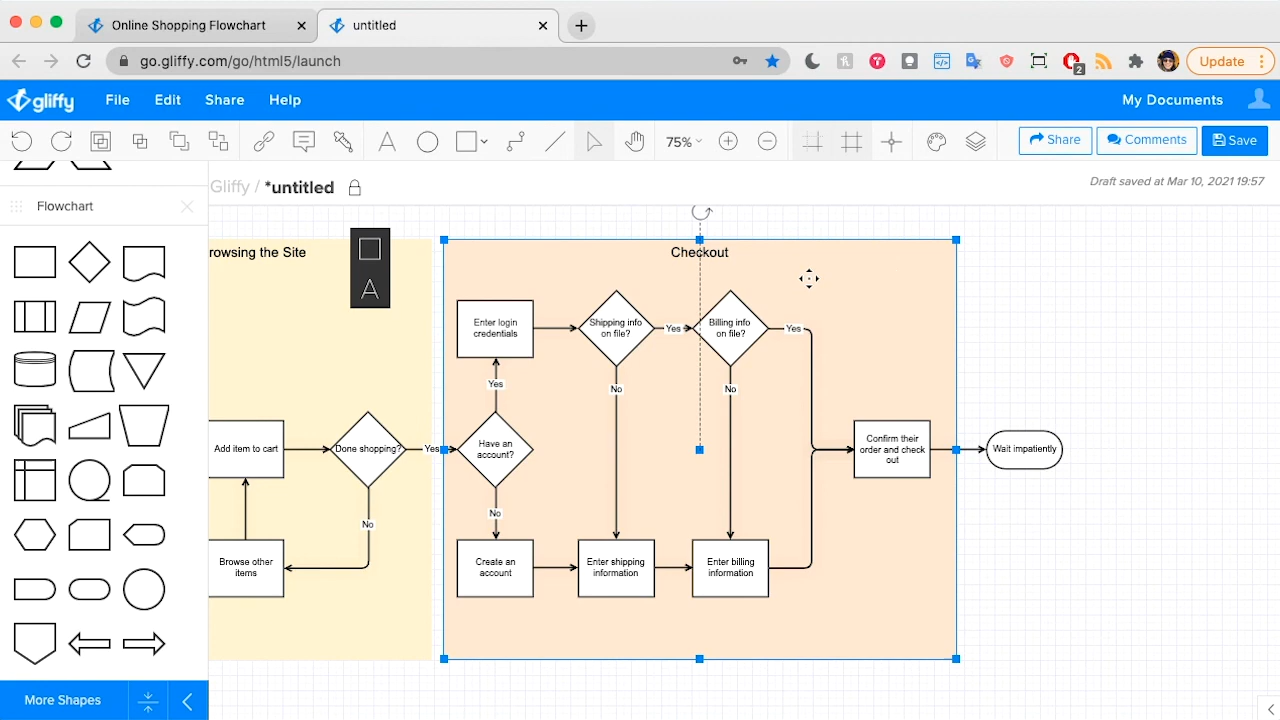 Online Shopping Flowchart
untitled
go.gliffy.com/go/html5/launch
2
Update
gliffy
File
Edit
Share
Help
My Documents
A
75%
Share
Comments
Save
Gliffy / *untitled
Draft saved at Mar 10, 2021 19:57
Flowchart
rowsing the Site
A
Checkout
Enter login
credentials
Shipping info
on file?
Yes
Billing info
on file?
Yes
Yes
No
No
Add item to cart
Done shopping?
Yes
Have an
account?
Confirm their
order and check
out
Wait impatiently
No
No
Browse other
items
Create an
account
Enter shipping
information
Enter billing
information
More Shapes